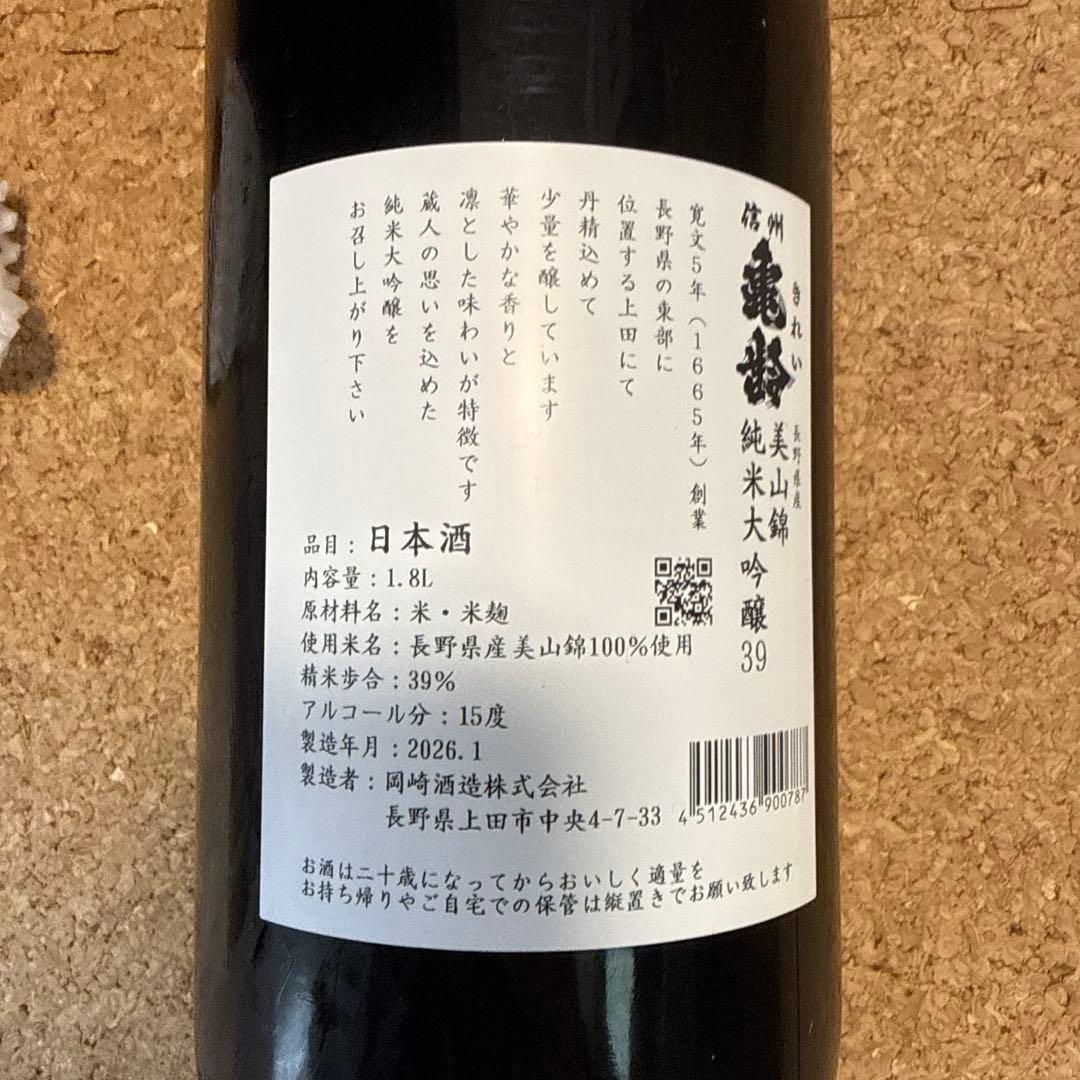 信州
亀齢
きれい
長野県産
美山錦
純米大吟醸39
寛文5年(1665年)創業
長野県の東部に
位置する上田にて
丹精込めて
少量を醸しています
華やかな香りと
凛とした味わいが特徴です
蔵人の思いを込めた
純米大吟醸を
お召し上がり下さい
品目:日本酒
内容量:1.8L
原材料名:米・米麹
使用米名:長野県産美山錦100%使用
精米歩合:39%
アルコール分:15度
製造年月:2026.1
製造者:岡崎酒造株式会社
長野県上田市中央4-7-33
4512436900787
お酒は二十歳になってからおいしく適量を
お持ち帰りやご自宅での保管は縦置きでお願い致します